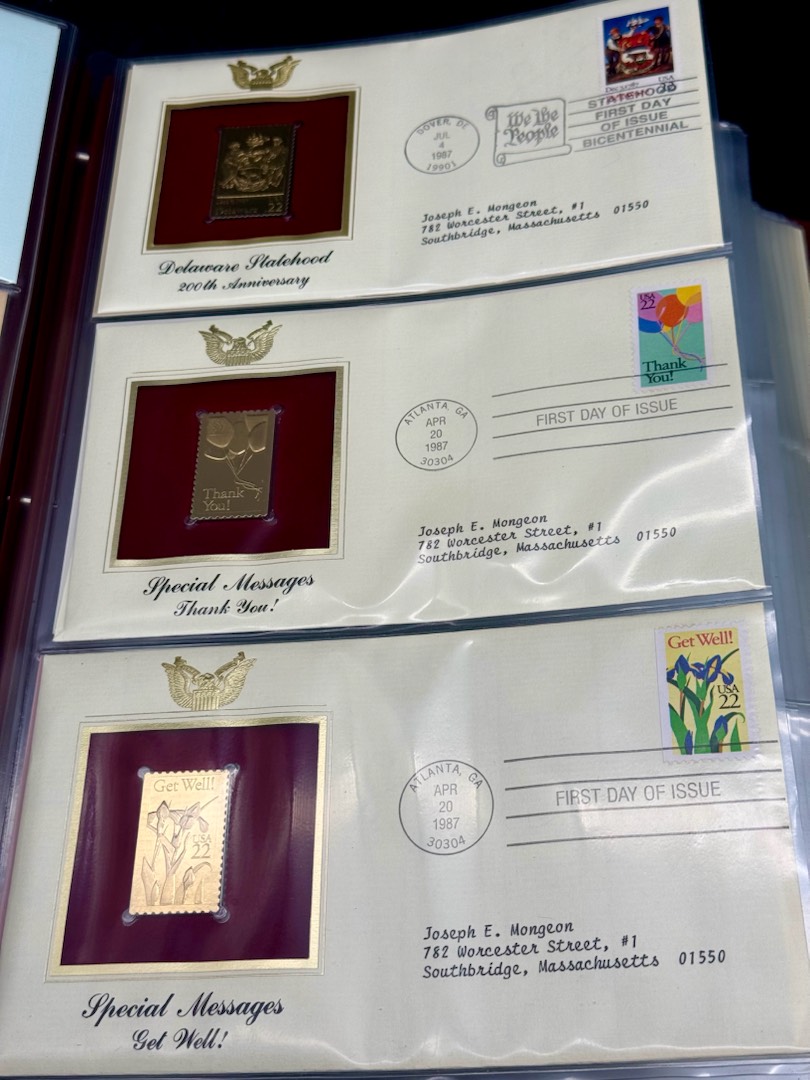 Dec 7, 1787 USA
22
STATEHOOD
FIRST DAY
OF ISSUE
BICENTENNIAL
We the
People
DOVER, DE
JUL
4
1987
19901
Delaware 22
Joseph E. Mongeon
782 Worcester Street, #1
Southbridge, Massachusetts 01550
Delaware Statehood
200th Anniversary
USA
22
Thank
You!
ATLANTA, GA
APR
20
1987
30304
FIRST DAY OF ISSUE
Thank
You!
Joseph E. Mongeon
782 Worcester Street, #1
Southbridge, Massachusetts 01550
Special Messages
Thank You!
Get Well!
USA
22
ATLANTA, GA
APR
20
1987
30304
FIRST DAY OF ISSUE
Get Well!
USA
22
Joseph E. Mongeon
782 Worcester Street, #1
Southbridge, Massachusetts 01550
Special Messages
Get Well!